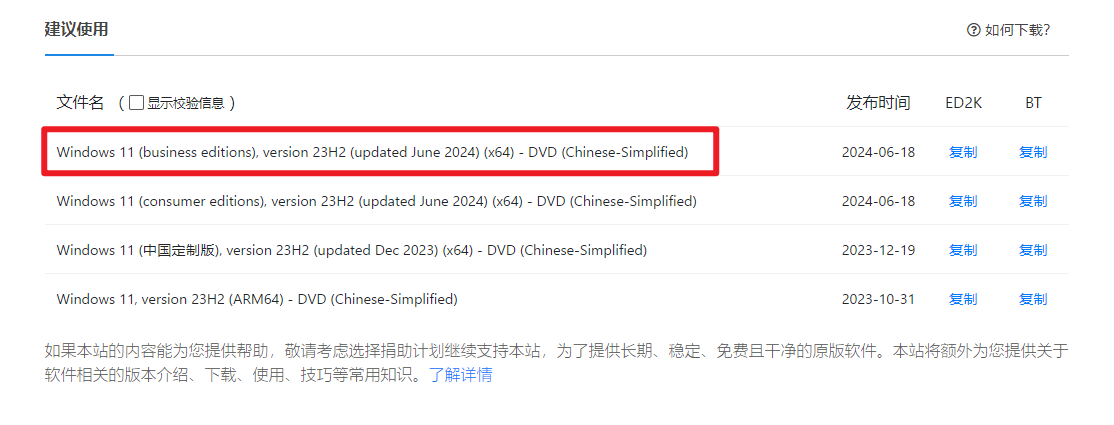 建议使用
如何下载?
文件名 (显示校验信息) 发布时间 ED2K BT
Windows 11 (business editions), version 23H2 (updated June 2024) (x64) - DVD (Chinese-Simplified) 2024-06-18 复制 复制
Windows 11 (consumer editions), version 23H2 (updated June 2024) (x64) - DVD (Chinese-Simplified) 2024-06-18 复制 复制
Windows 11 (中国定制版), version 23H2 (updated Dec 2023) (x64) - DVD (Chinese-Simplified) 2023-12-19 复制 复制
Windows 11, version 23H2 (ARM64) - DVD (Chinese-Simplified) 2023-10-31 复制 复制
如果本站的内容能为您提供帮助，敬请考虑选择捐助计划继续支持本站，为了提供长期、稳定、免费且干净的原版软件。本站将额外为您提供关于
软件相关的版本介绍、下载、使用、技巧等常用知识。了解详情